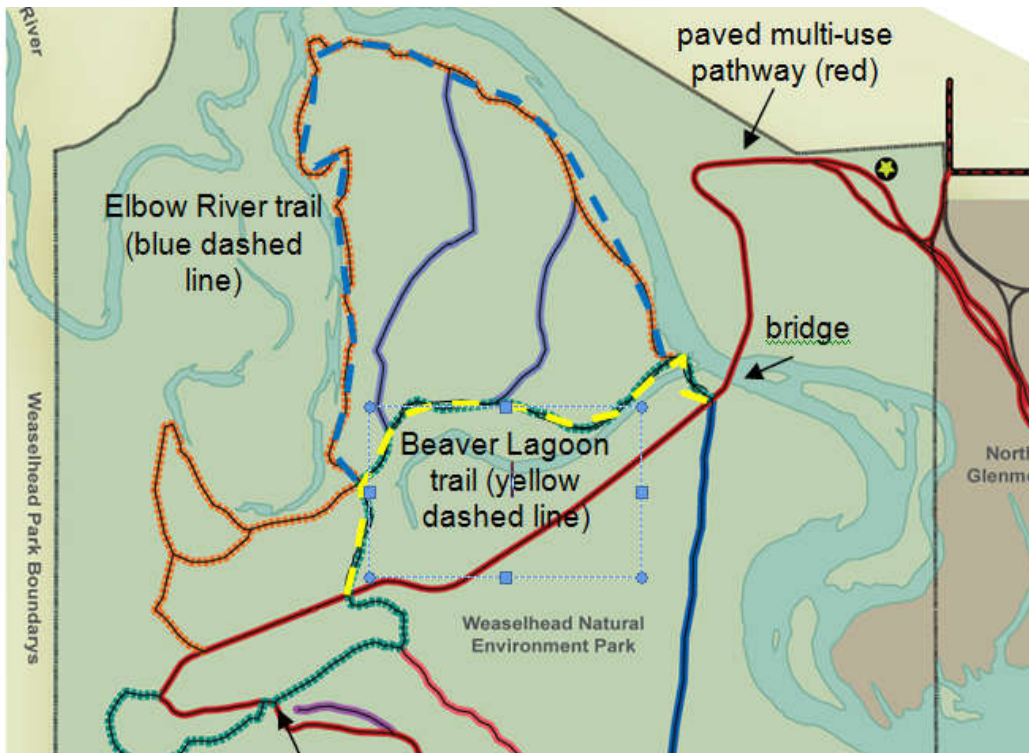 River
paved multi-use
pathway (red)
Elbow River trail
(blue dashed
line)
bridge
Weaselhead Park Boundarys
Beaver Lagoon
trail (yellow
dashed line)
North
Glenmo
Weaselhead Natural
Environment Park